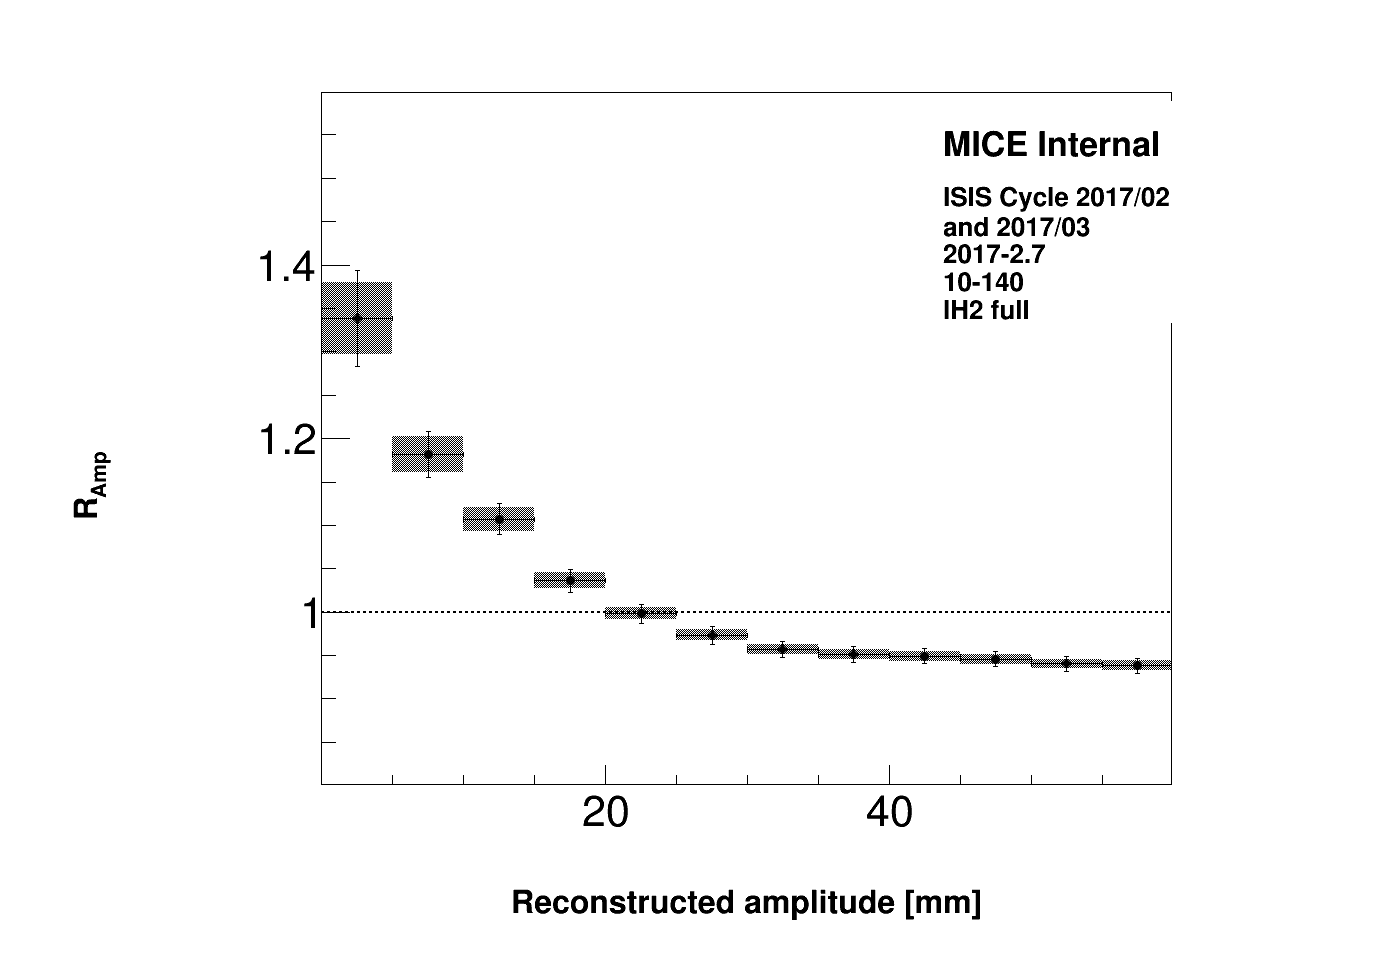 MICE Internal
ISIS Cycle 2017/02
and 2017/03
2017-2.7
10-140
lH2 full
1.4
1.2
1
R_Amp
20
40
Reconstructed amplitude [mm]